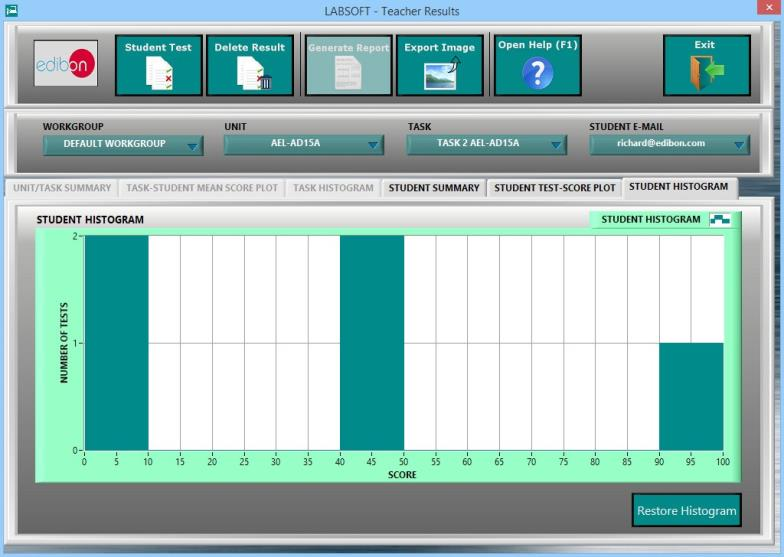 LABSOFT - Teacher Results
edibon
Student Test
Delete Result
Generate Report
Export Image
Open Help (F1)
Exit
WORKGROUP
DEFAULT WORKGROUP
UNIT
AEL-AD15A
TASK
TASK 2 AEL-AD15A
STUDENT E-MAIL
richard@edibon.com
UNIT/TASK SUMMARY
TASK-STUDENT MEAN SCORE PLOT
TASK HISTOGRAM
STUDENT SUMMARY
STUDENT TEST-SCORE PLOT
STUDENT HISTOGRAM
STUDENT HISTOGRAM
STUDENT HISTOGRAM
NUMBER OF TESTS
2
1
0
0 5 10 15 20 25 30 35 40 45 50 55 60 65 70 75 80 85 90 95 100
SCORE
Restore Histogram